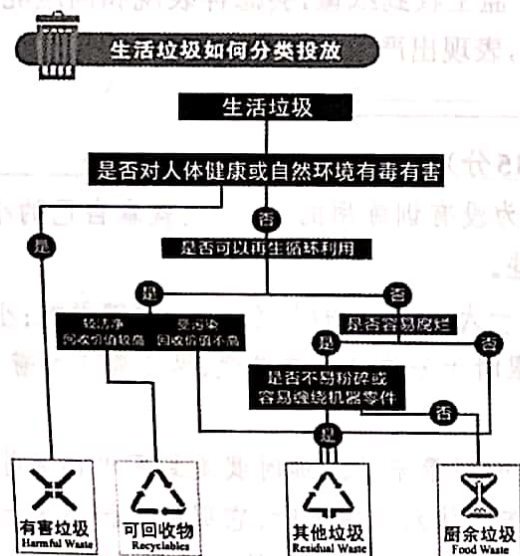 ，表现出严
生活垃圾如何分类投放
生活垃圾
是否对人体健康或自然环境有毒有害
是
否
是否可以再生循环利用
是
否
较洁净
回收价值较高
受污染
回收价值不高
是否容易腐烂
是
否
是否不易粉碎或
容易缠绕机器零件
否
是
有害垃圾
Harmful Waste
可回收物
Recyclables
其他垃圾
Residual Waste
厨余垃圾
Food Waste